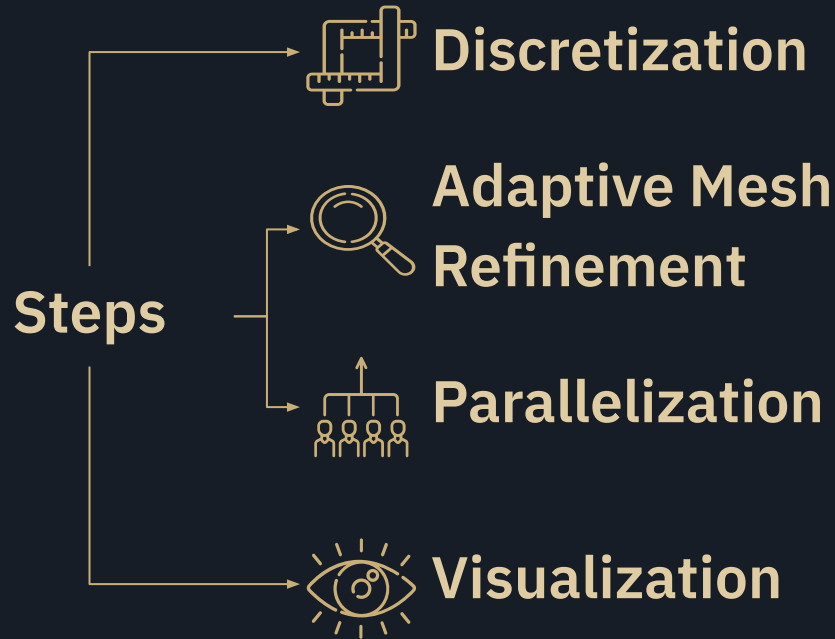 Discretization
Adaptive Mesh
Refinement
Steps
Parallelization
Visualization